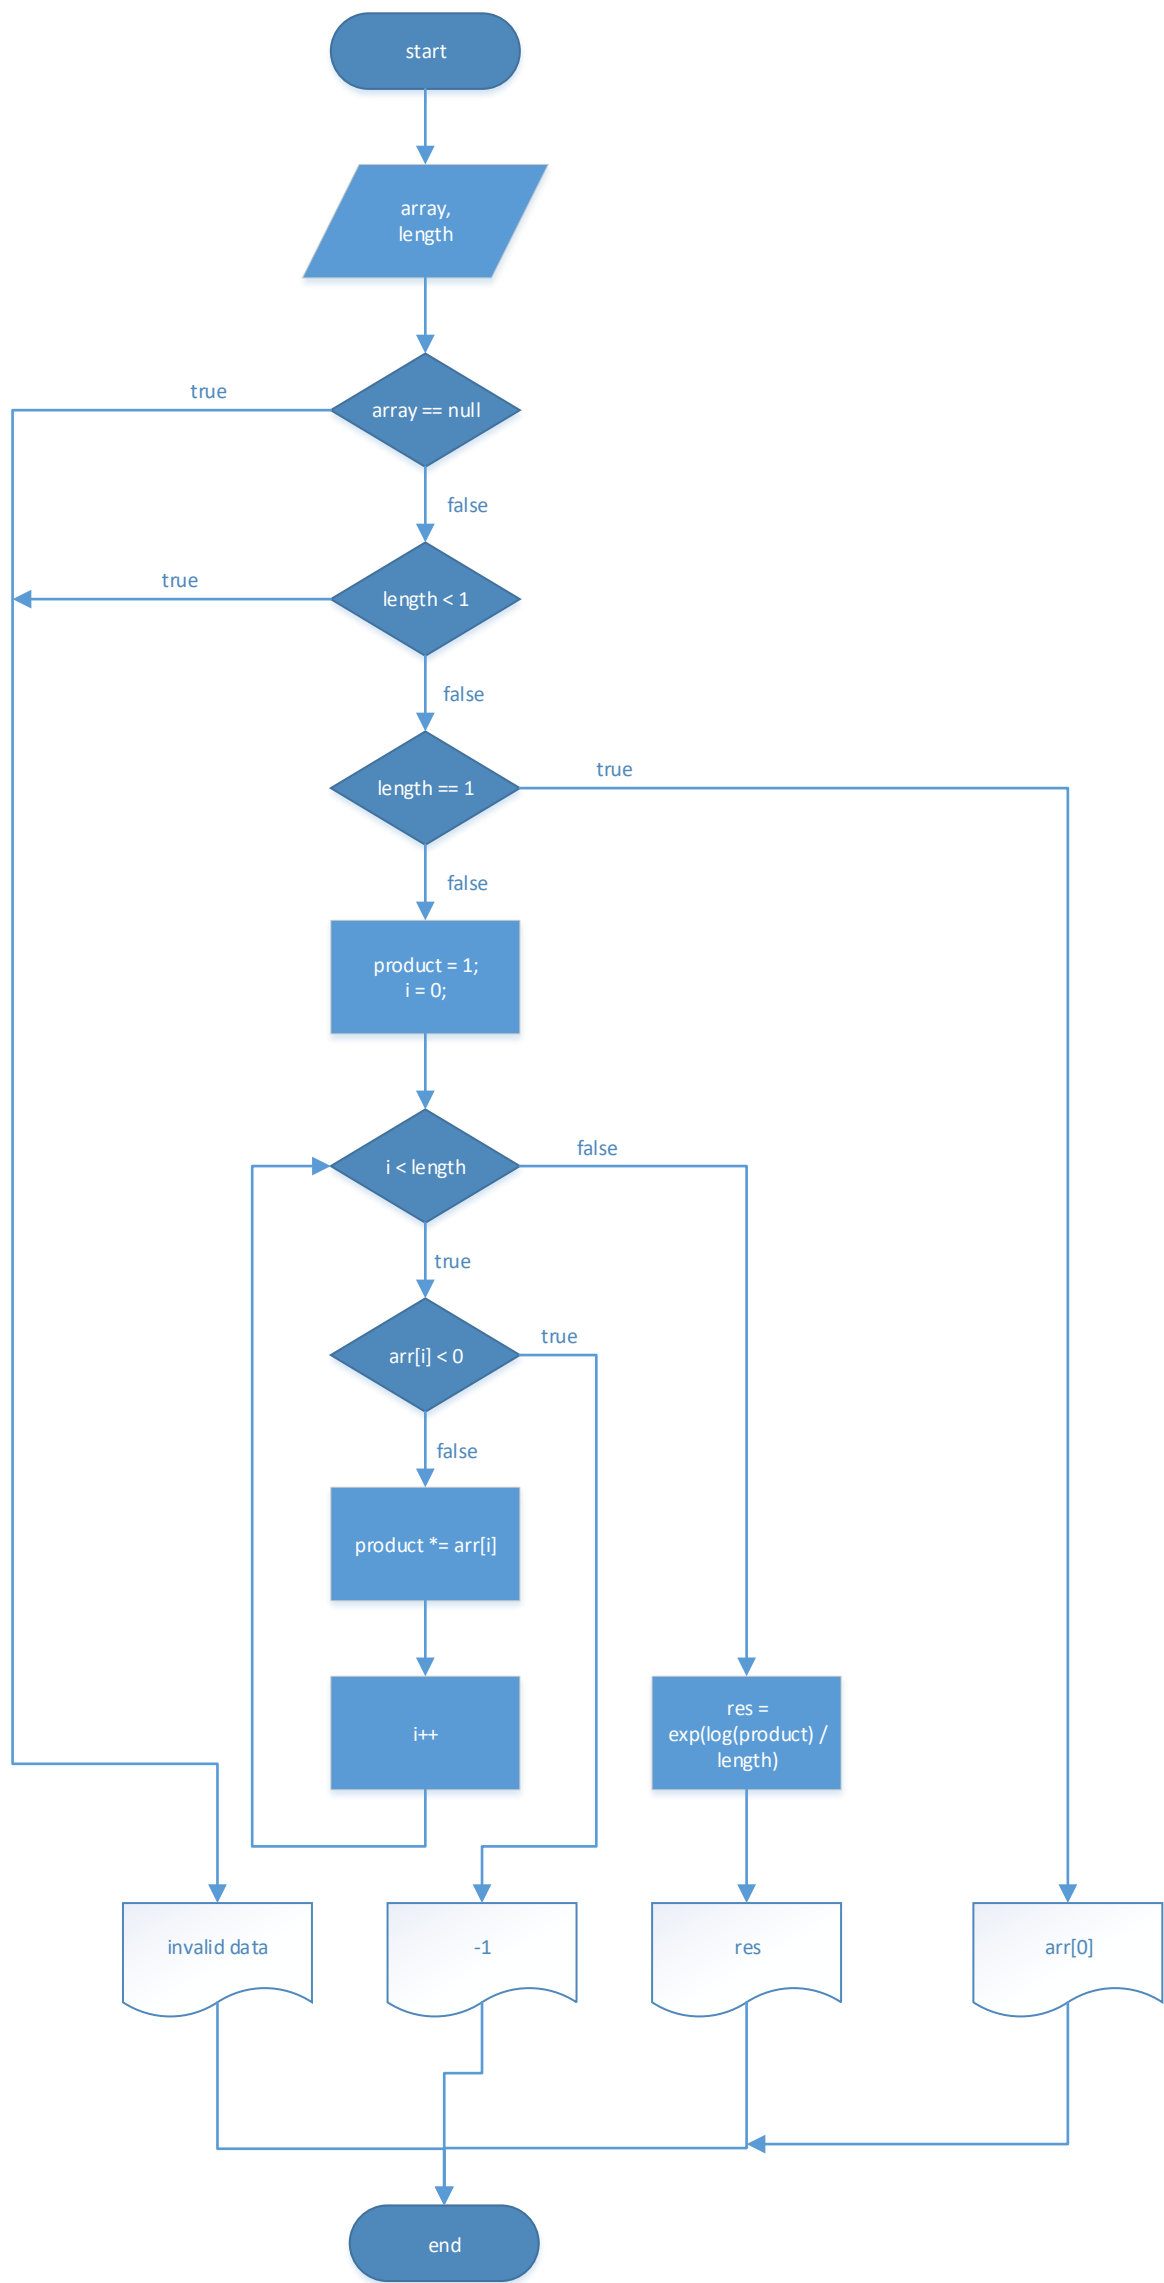 start
array,
length
true
array == null
false
true
length < 1
false
length == 1
true
false
product = 1;
i = 0;
i < length
false
true
arr[i] < 0
true
false
product *= arr[i]
i++
res =
exp(log(product) /
length)
invalid data
-1
res
arr[0]
end